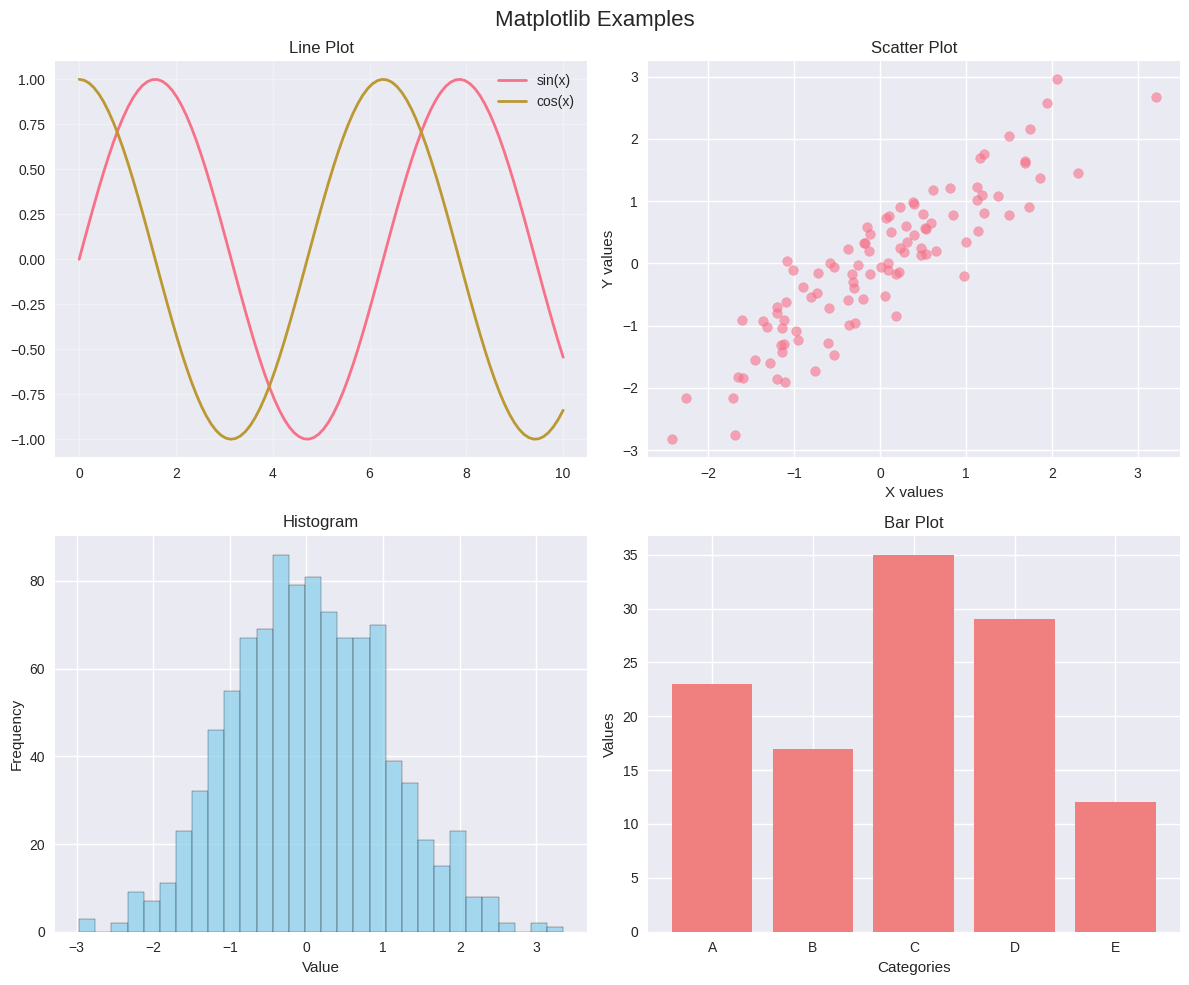 Matplotlib Examples
Line Plot
1.00
0.75
0.50
0.25
0.00
−0.25
−0.50
−0.75
−1.00
0 2 4 6 8 10
sin(x)
cos(x)
Scatter Plot
Y values
3
2
1
0
−1
−2
−3
−2 −1 0 1 2 3
X values
Histogram
Frequency
80
60
40
20
0
−3 −2 −1 0 1 2 3
Value
Bar Plot
Values
35
30
25
20
15
10
5
0
A B C D E
Categories